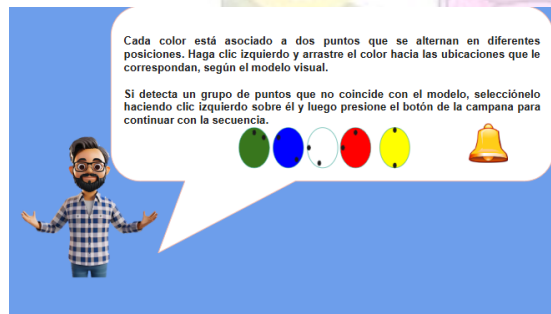 Cada color está asociado a dos puntos que se alternan en diferentes
posiciones. Haga clic izquierdo y arrastre el color hacia las ubicaciones que le
correspondan, según el modelo visual.
Si detecta un grupo de puntos que no coincide con el modelo, selecciónelo
haciendo clic izquierdo sobre él y luego presione el botón de la campana para
continuar con la secuencia.